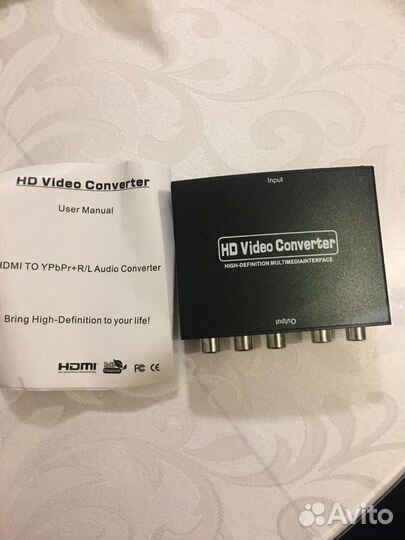 HD Video Converter
User Manual
HDMI TO YPbPr+R/L Audio Converter
Bring High-Definition to your life!
HDMI
FC CE
Input
HD Video Converter
HIGH-DEFINITION MULTIMEDIAINTERFACE
Output
Avito